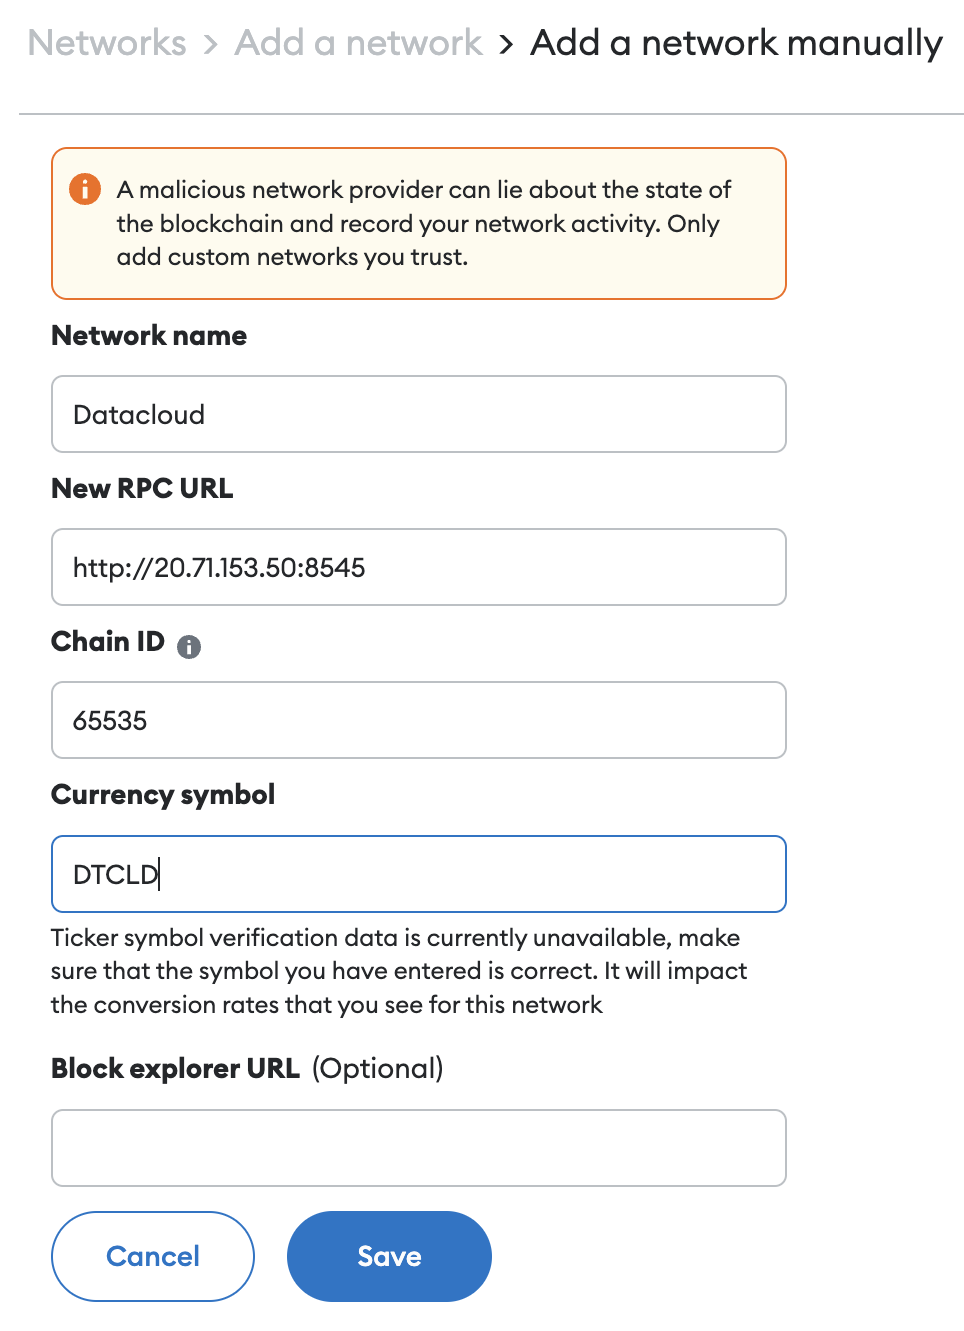 Networks > Add a network > Add a network manually
A malicious network provider can lie about the state of
the blockchain and record your network activity. Only
add custom networks you trust.
Network name
Datacloud
New RPC URL
http://20.71.153.50:8545
Chain ID
65535
Currency symbol
DTCLD
Ticker symbol verification data is currently unavailable, make
sure that the symbol you have entered is correct. It will impact
the conversion rates that you see for this network
Block explorer URL (Optional)
Cancel Save